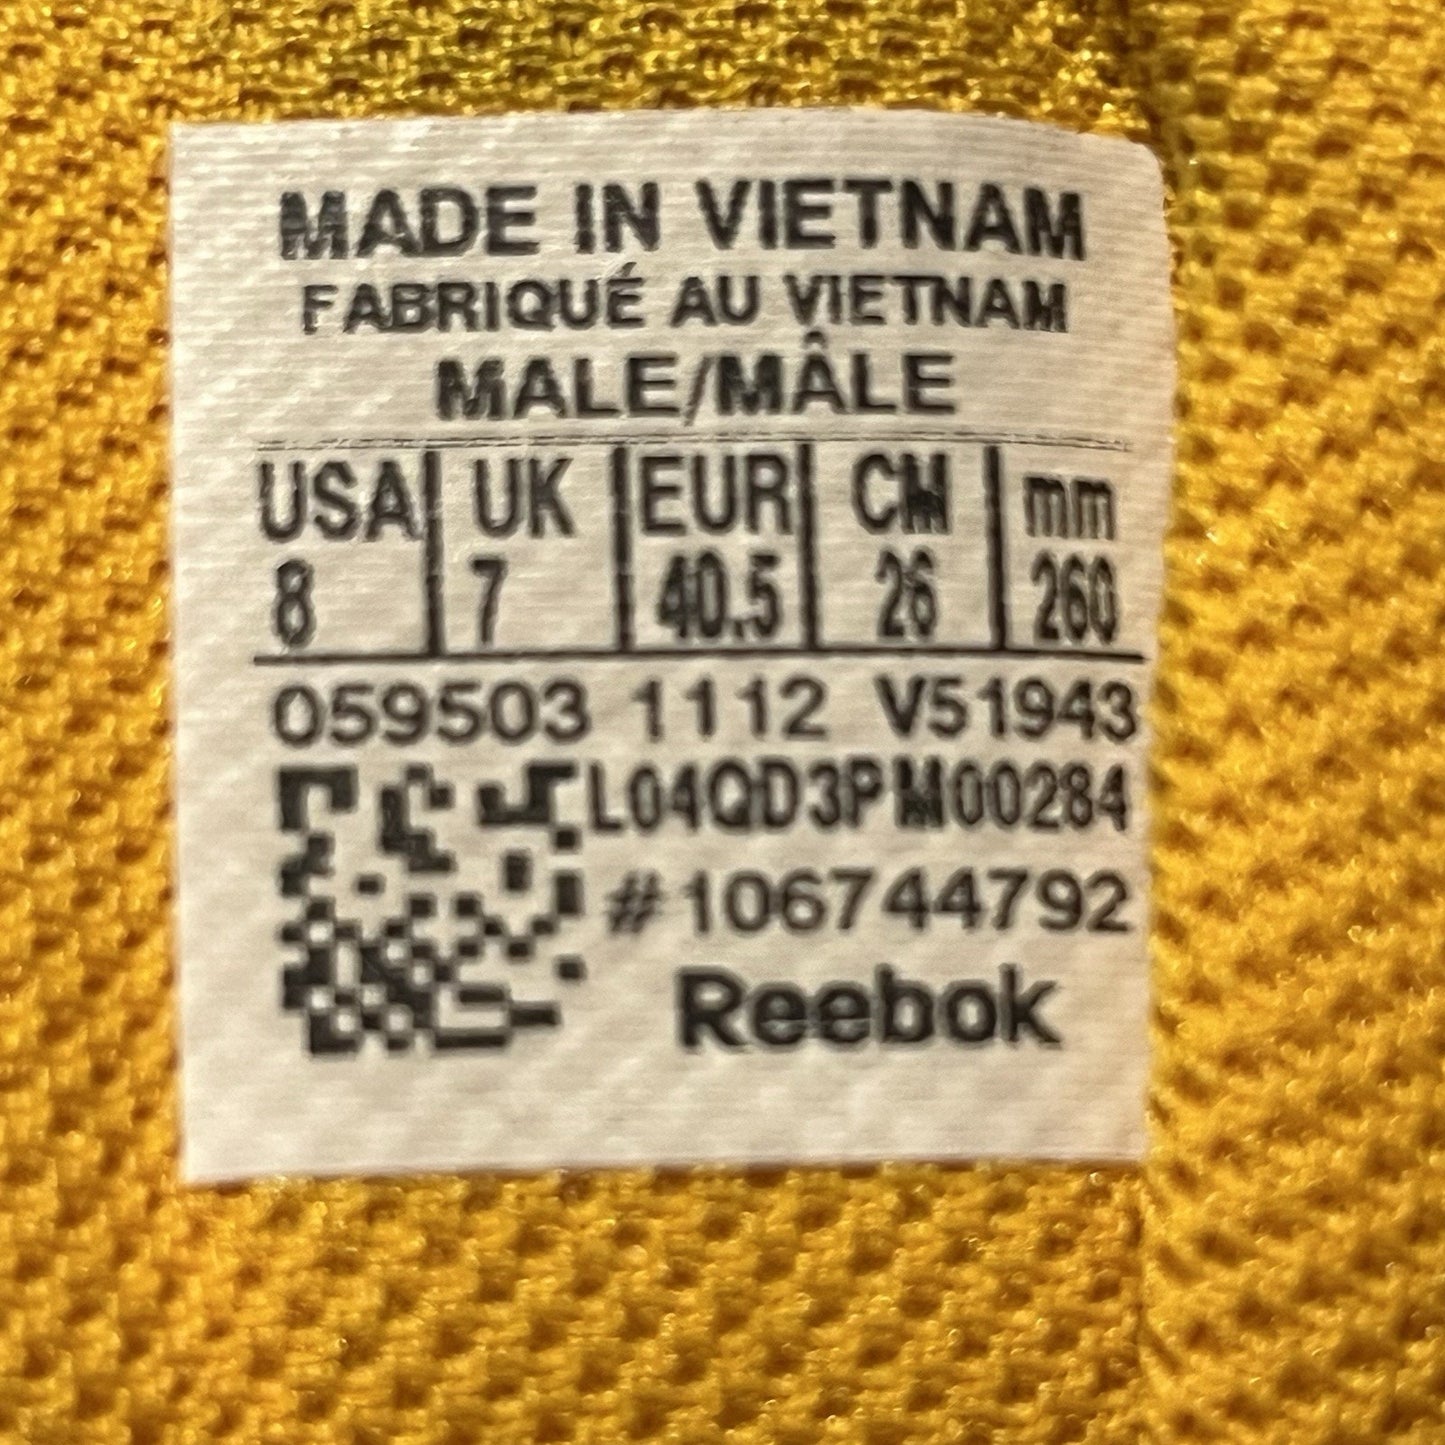 MADE IN VIETNAM
FABRIQUÉ AU VIETNAM
MALE/MÂLE
USA UK EUR CM mm
8 7 40.5 26 260
059503 1112 V51943
L04QD3PM00284
#106744792
Reebok